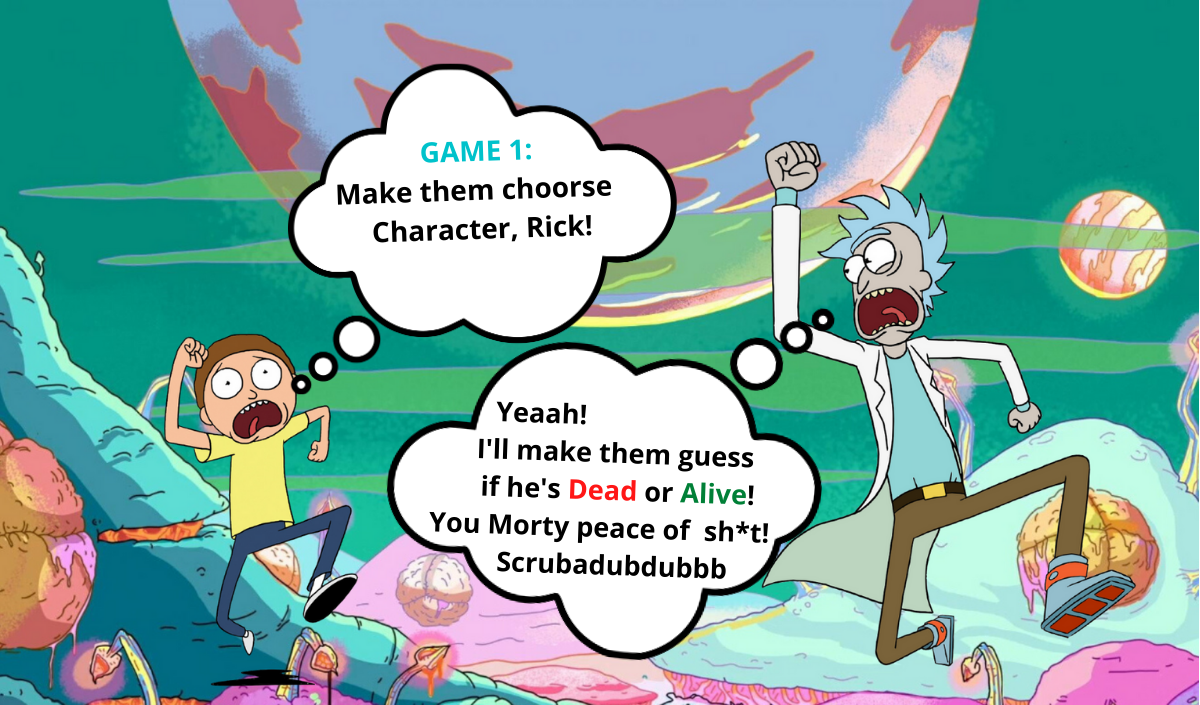 GAME 1:
Make them choorse
Character, Rick!
Yeaah!
I'll make them guess
if he's Dead or Alive!
You Morty peace of sh*t!
Scrubadubdubbb